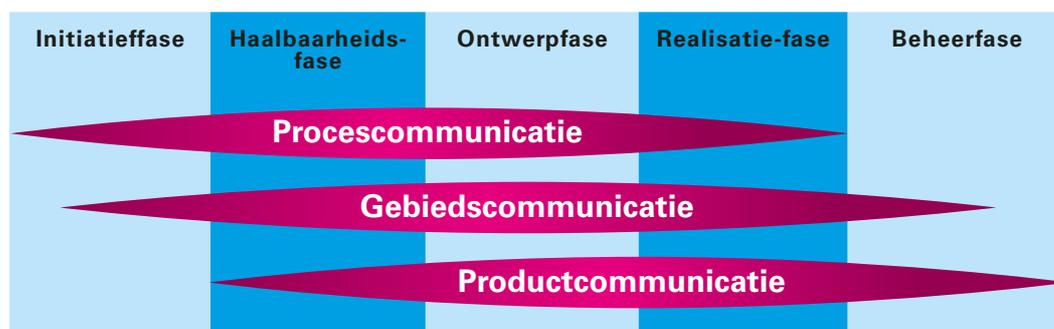 Initiatieffase
Haalbaarheids-
fase
Ontwerpfase
Realisatie-fase
Beheerfase
Procescommunicatie
Gebiedscommunicatie
Productcommunicatie